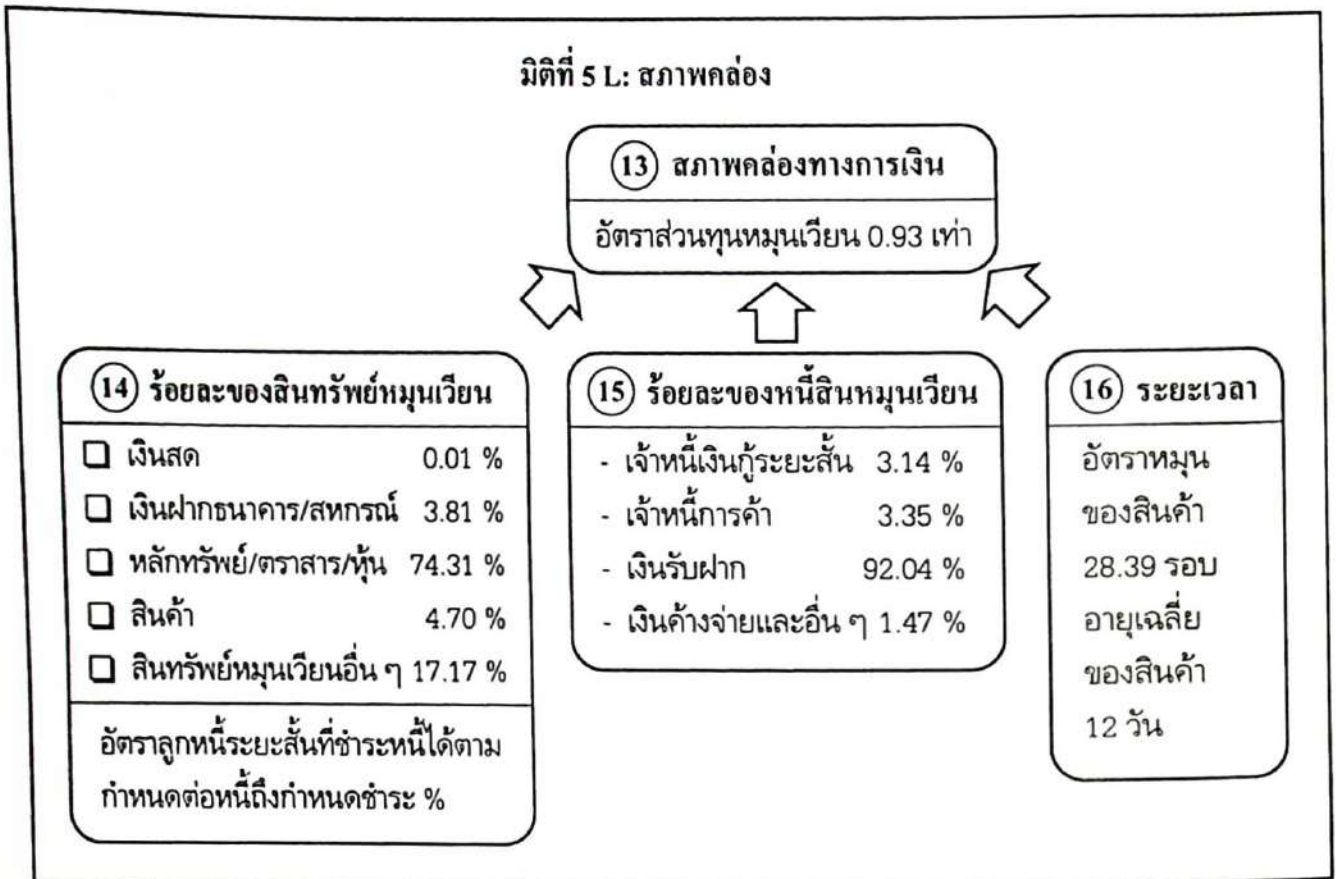 มิติที่ 5 L: สภาพคล่อง
13 สภาพคล่องทางการเงิน
อัตราส่วนทุนหมุนเวียน 0.93 เท่า
14 ร้อยละของสินทรัพย์หมุนเวียน
เงินสด 0.01 %
เงินฝากธนาคาร/สหกรณ์ 3.81 %
หลักทรัพย์/ตราสาร/หุ้น 74.31 %
สินค้า 4.70 %
สินทรัพย์หมุนเวียนอื่น ๆ 17.17 %
อัตราลูกหนี้ระยะสั้นที่ชำระหนี้ได้ตาม
กำหนดต่อหนี้ถึงกำหนดชำระ %
15 ร้อยละของหนี้สินหมุนเวียน
- เจ้าหนี้เงินกู้ระยะสั้น 3.14 %
- เจ้าหนี้การค้า 3.35 %
- เงินรับฝาก 92.04 %
- เงินค้างจ่ายและอื่น ๆ 1.47 %
16 ระยะเวลา
อัตราหมุน
ของสินค้า
28.39 รอบ
อายุเฉลี่ย
ของสินค้า
12 วัน